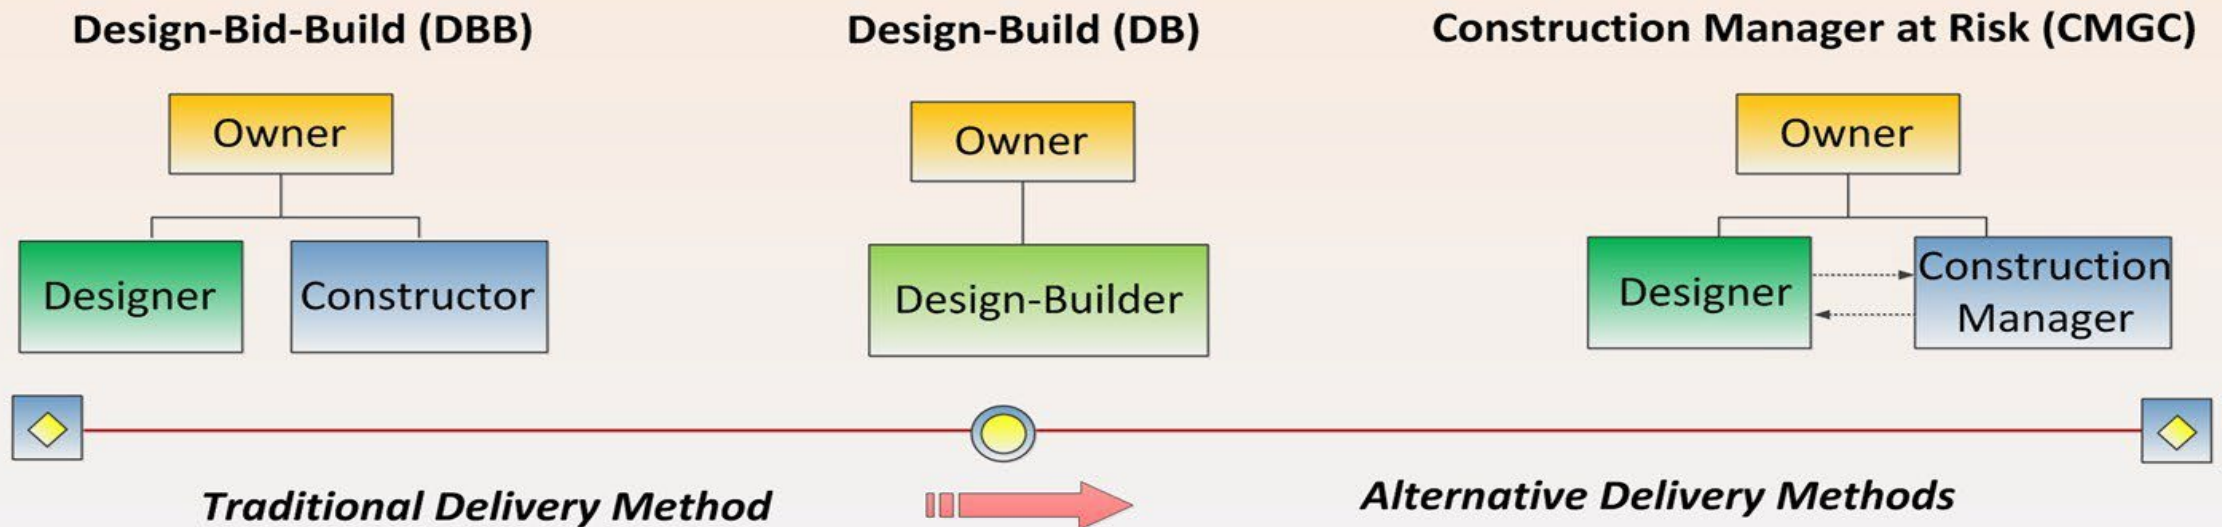 Design-Bid-Build (DBB)
Owner
Designer
Constructor
Design-Build (DB)
Owner
Design-Builder
Construction Manager at Risk (CMGC)
Owner
Designer
Construction
Manager
Traditional Delivery Method
Alternative Delivery Methods